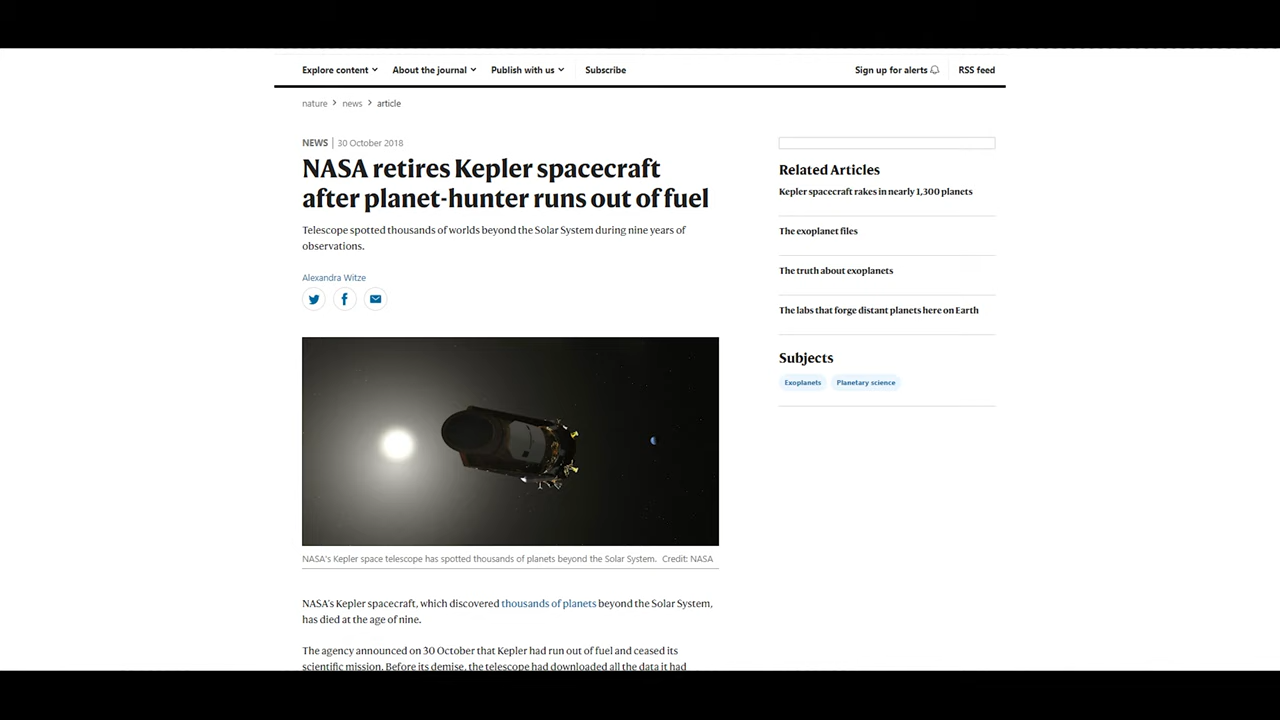 Explore content About the journal Publish with us Subscribe Sign up for alerts RSS feed
nature > news > article
NEWS | 30 October 2018
NASA retires Kepler spacecraft
after planet-hunter runs out of fuel
Telescope spotted thousands of worlds beyond the Solar System during nine years of
observations.
Alexandra Witze
NASA's Kepler space telescope has spotted thousands of planets beyond the Solar System. Credit: NASA
NASA's Kepler spacecraft, which discovered thousands of planets beyond the Solar System,
has died at the age of nine.
The agency announced on 30 October that Kepler had run out of fuel and ceased its
scientific mission. Before its demise, the telescope had downloaded all the data it had
Related Articles
Kepler spacecraft rakes in nearly 1,300 planets
The exoplanet files
The truth about exoplanets
The labs that forge distant planets here on Earth
Subjects
Exoplanets Planetary science